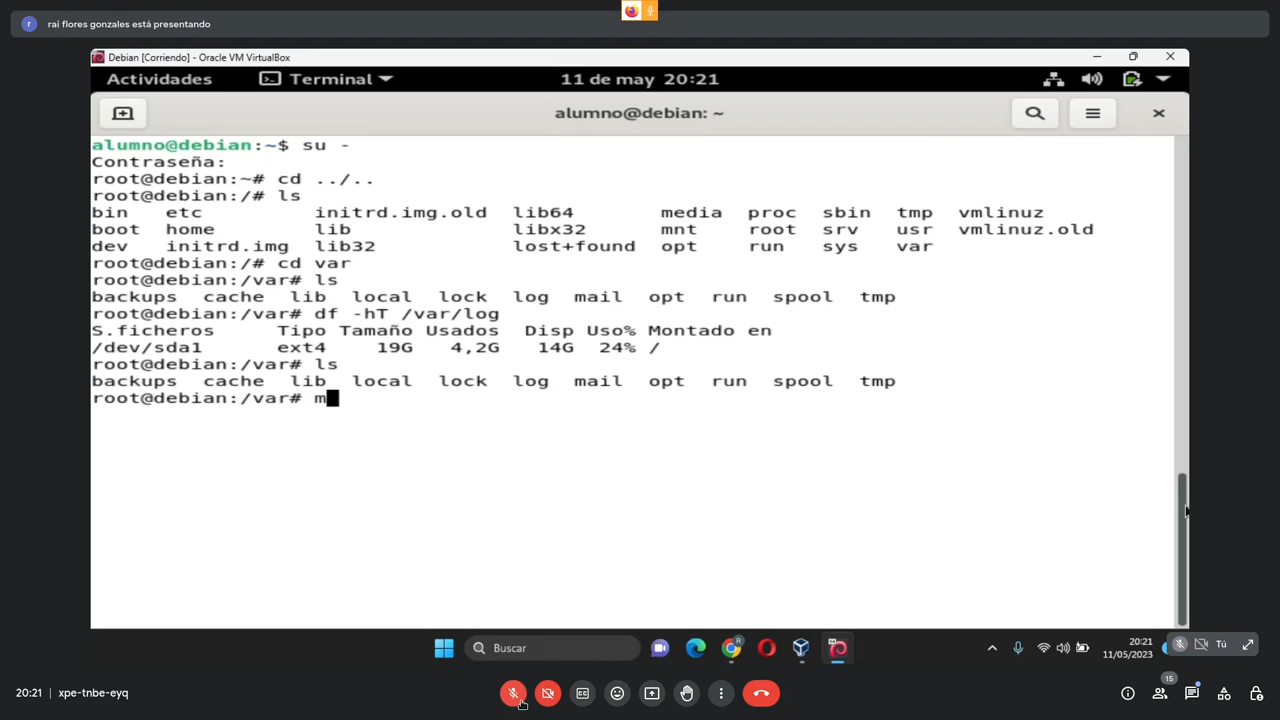 r rai flores gonzales está presentando
Debian [Corriendo] - Oracle VM VirtualBox
Actividades Terminal 11 de may 20:21
alumno@debian: ~
alumno@debian:~$ su -
Contraseña:
root@debian:~# cd ../..
root@debian:/# ls
bin etc initrd.img.old lib64 media proc sbin tmp vmlinuz
boot home lib libx32 mnt root srv usr vmlinuz.old
dev initrd.img lib32 lost+found opt run sys var
root@debian:/# cd var
root@debian:/var# ls
backups cache lib local lock log mail opt run spool tmp
root@debian:/var# df -hT /var/log
S.ficheros Tipo Tamaño Usados Disp Uso% Montado en
/dev/sda1 ext4 19G 4,2G 14G 24% /
root@debian:/var# ls
backups cache lib local lock log mail opt run spool tmp
root@debian:/var# m
Buscar
R
20:21
11/05/2023
Tú
20:21 xpe-tnbe-eyq
15